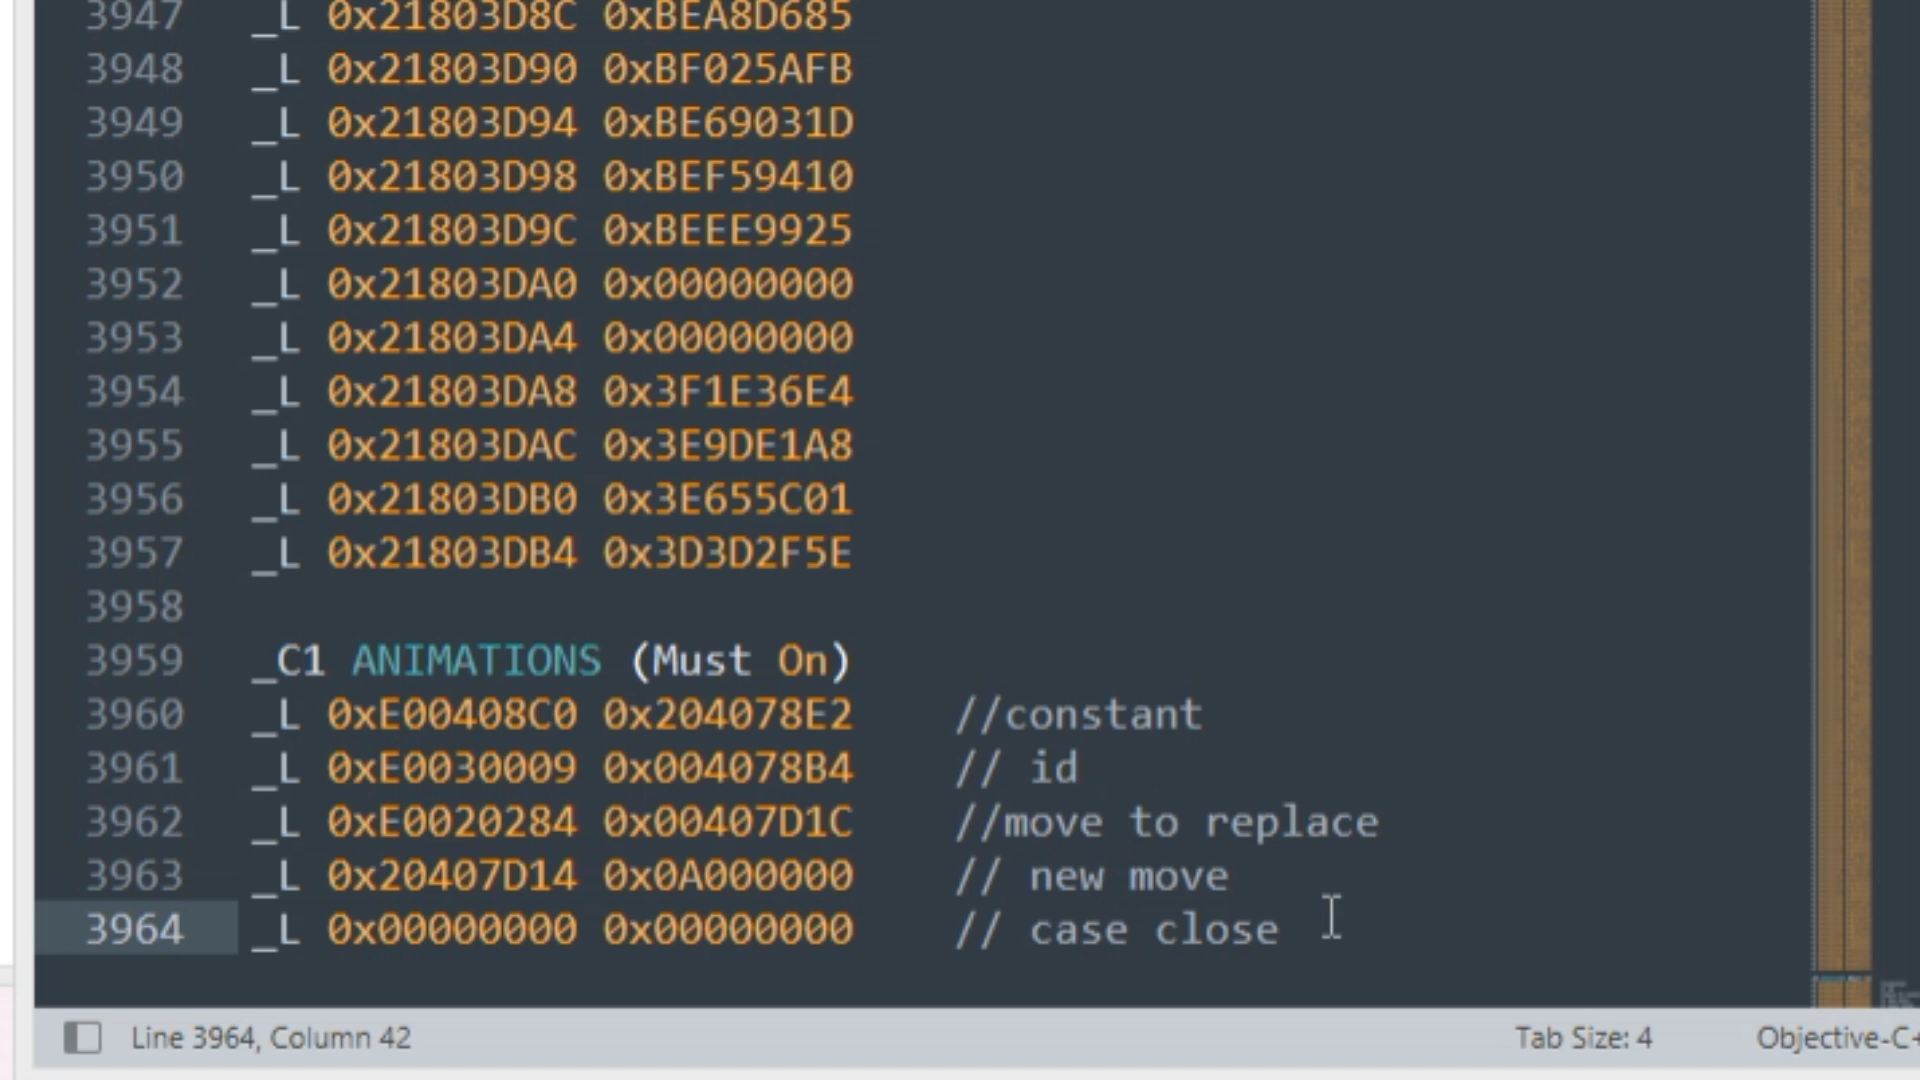 3947 _L 0x21803D8C 0xBEA8D685
3948 _L 0x21803D90 0xBF025AFB
3949 _L 0x21803D94 0xBE69031D
3950 _L 0x21803D98 0xBEF59410
3951 _L 0x21803D9C 0xBEEE9925
3952 _L 0x21803DA0 0x00000000
3953 _L 0x21803DA4 0x00000000
3954 _L 0x21803DA8 0x3F1E36E4
3955 _L 0x21803DAC 0x3E9DE1A8
3956 _L 0x21803DB0 0x3E655C01
3957 _L 0x21803DB4 0x3D3D2F5E
3958
3959 _C1 ANIMATIONS (Must On)
3960 _L 0xE00408C0 0x204078E2 //constant
3961 _L 0xE0030009 0x004078B4 // id
3962 _L 0xE0020284 0x00407D1C //move to replace
3963 _L 0x20407D14 0x0A000000 // new move
3964 _L 0x00000000 0x00000000 // case close
Line 3964, Column 42 Tab Size: 4 Objective-C+